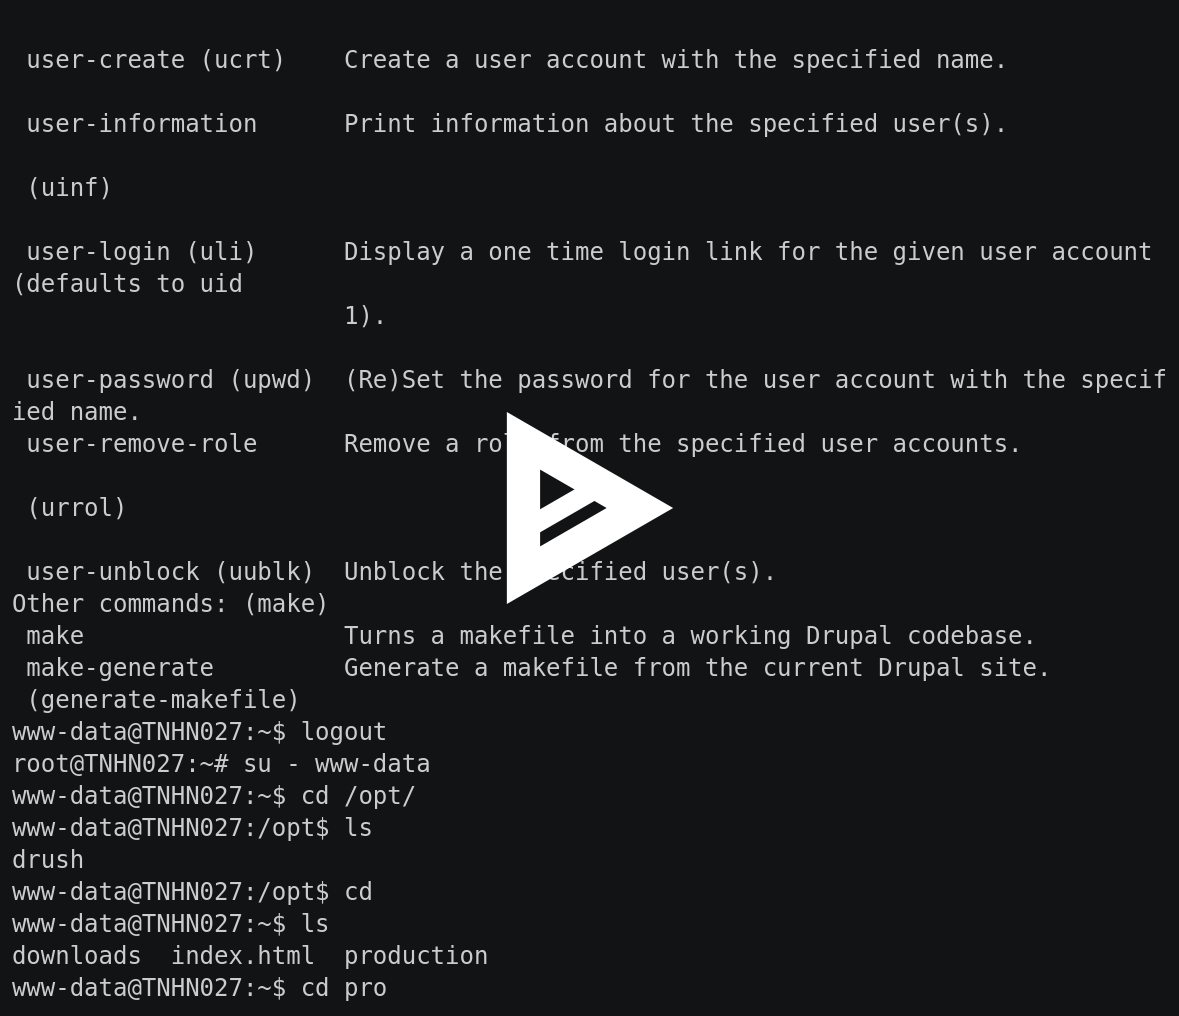 user-create (ucrt)    Create a user account with the specified name.
user-information      Print information about the specified user(s).
(uinf)
user-login (uli)      Display a one time login link for the given user account
(defaults to uid
1).
user-password (upwd)  (Re)Set the password for the user account with the specif
ied name.
user-remove-role      Remove a from the specified user accounts.
(urrol)
user-unblock (uublk)  Unblock the user(s).
Other commands: (make)
make                  Turns a makefile into a working Drupal codebase.
make-generate         Generate a makefile from the current Drupal site.
(generate-makefile)
www-data@TNHN027:~$ logout
root@TNHN027:~# su - www-data
www-data@TNHN027:~$ cd /opt/
www-data@TNHN027:/opt$ ls
drush
www-data@TNHN027:/opt$ cd
www-data@TNHN027:~$ ls
downloads  index.html  production
www-data@TNHN027:~$ cd pro